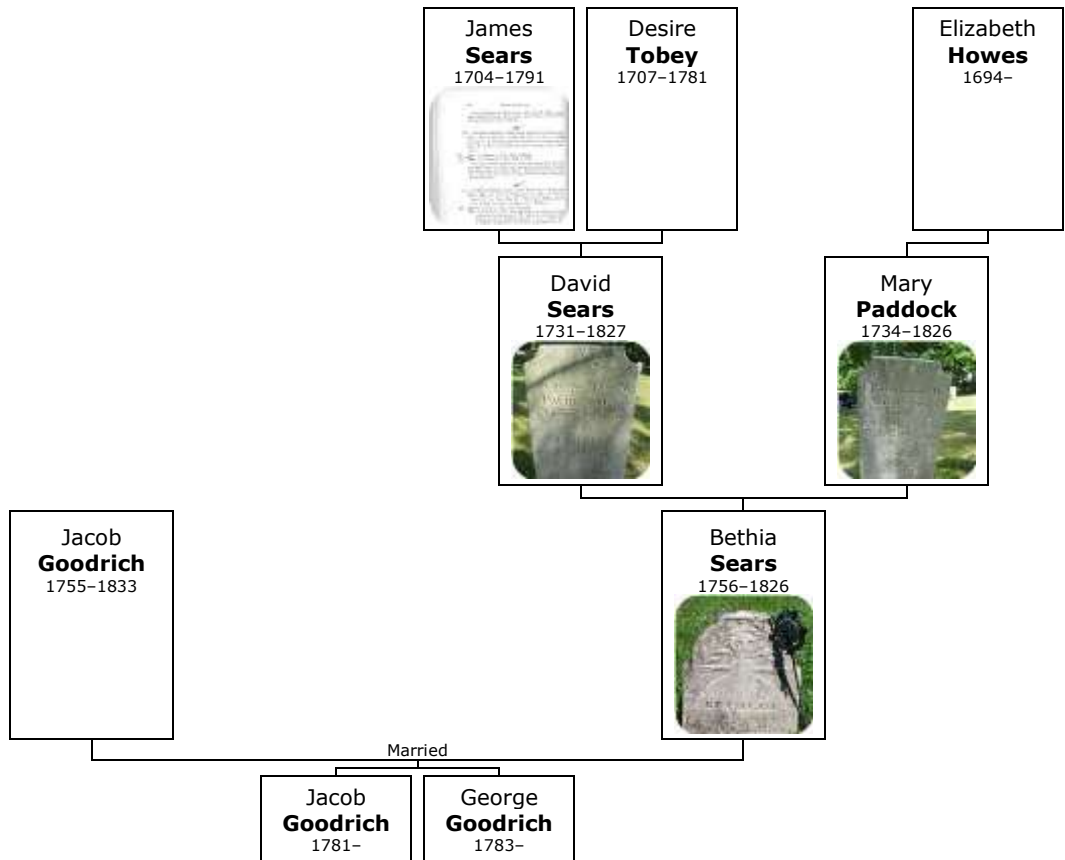 James
Sears
1704–1791
Desire
Tobey
1707–1781
Elizabeth
Howes
1694–
David
Sears
1731–1827
Mary
Paddock
1734–1826
Jacob
Goodrich
1755–1833
Bethia
Sears
1756–1826
Married
Jacob
Goodrich
1781–
George
Goodrich
1783–